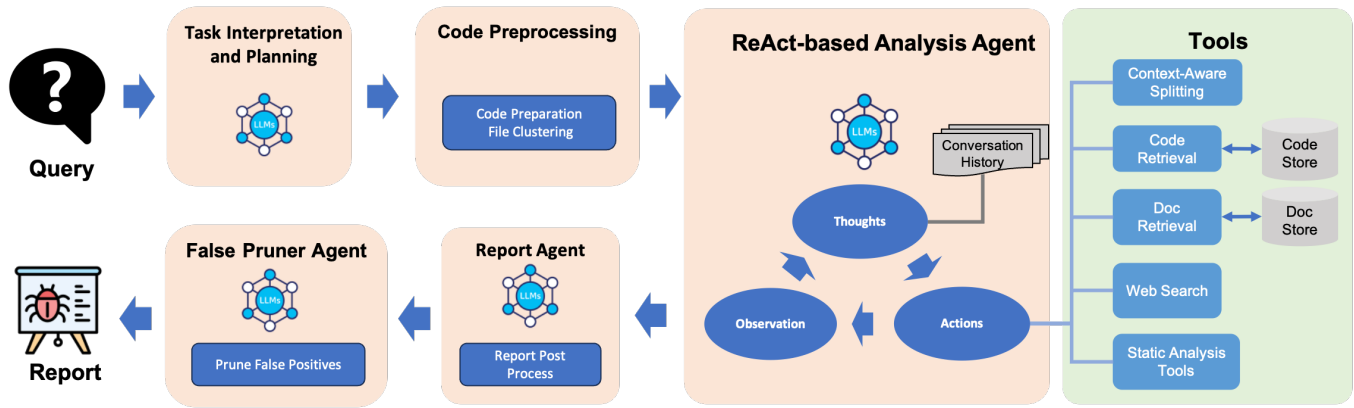 ?
Query
Task Interpretation
and Planning
LLMs
Code Preprocessing
Code Preparation
File Clustering
ReAct-based Analysis Agent
LLMs
Conversation
History
Thoughts
Actions
Observation
Tools
Context-Aware
Splitting
Code
Retrieval
Code
Store
Doc
Retrieval
Doc
Store
Web Search
Static Analysis
Tools
Report Agent
LLMs
Report Post
Process
False Pruner Agent
LLMs
Prune False Positives
Report